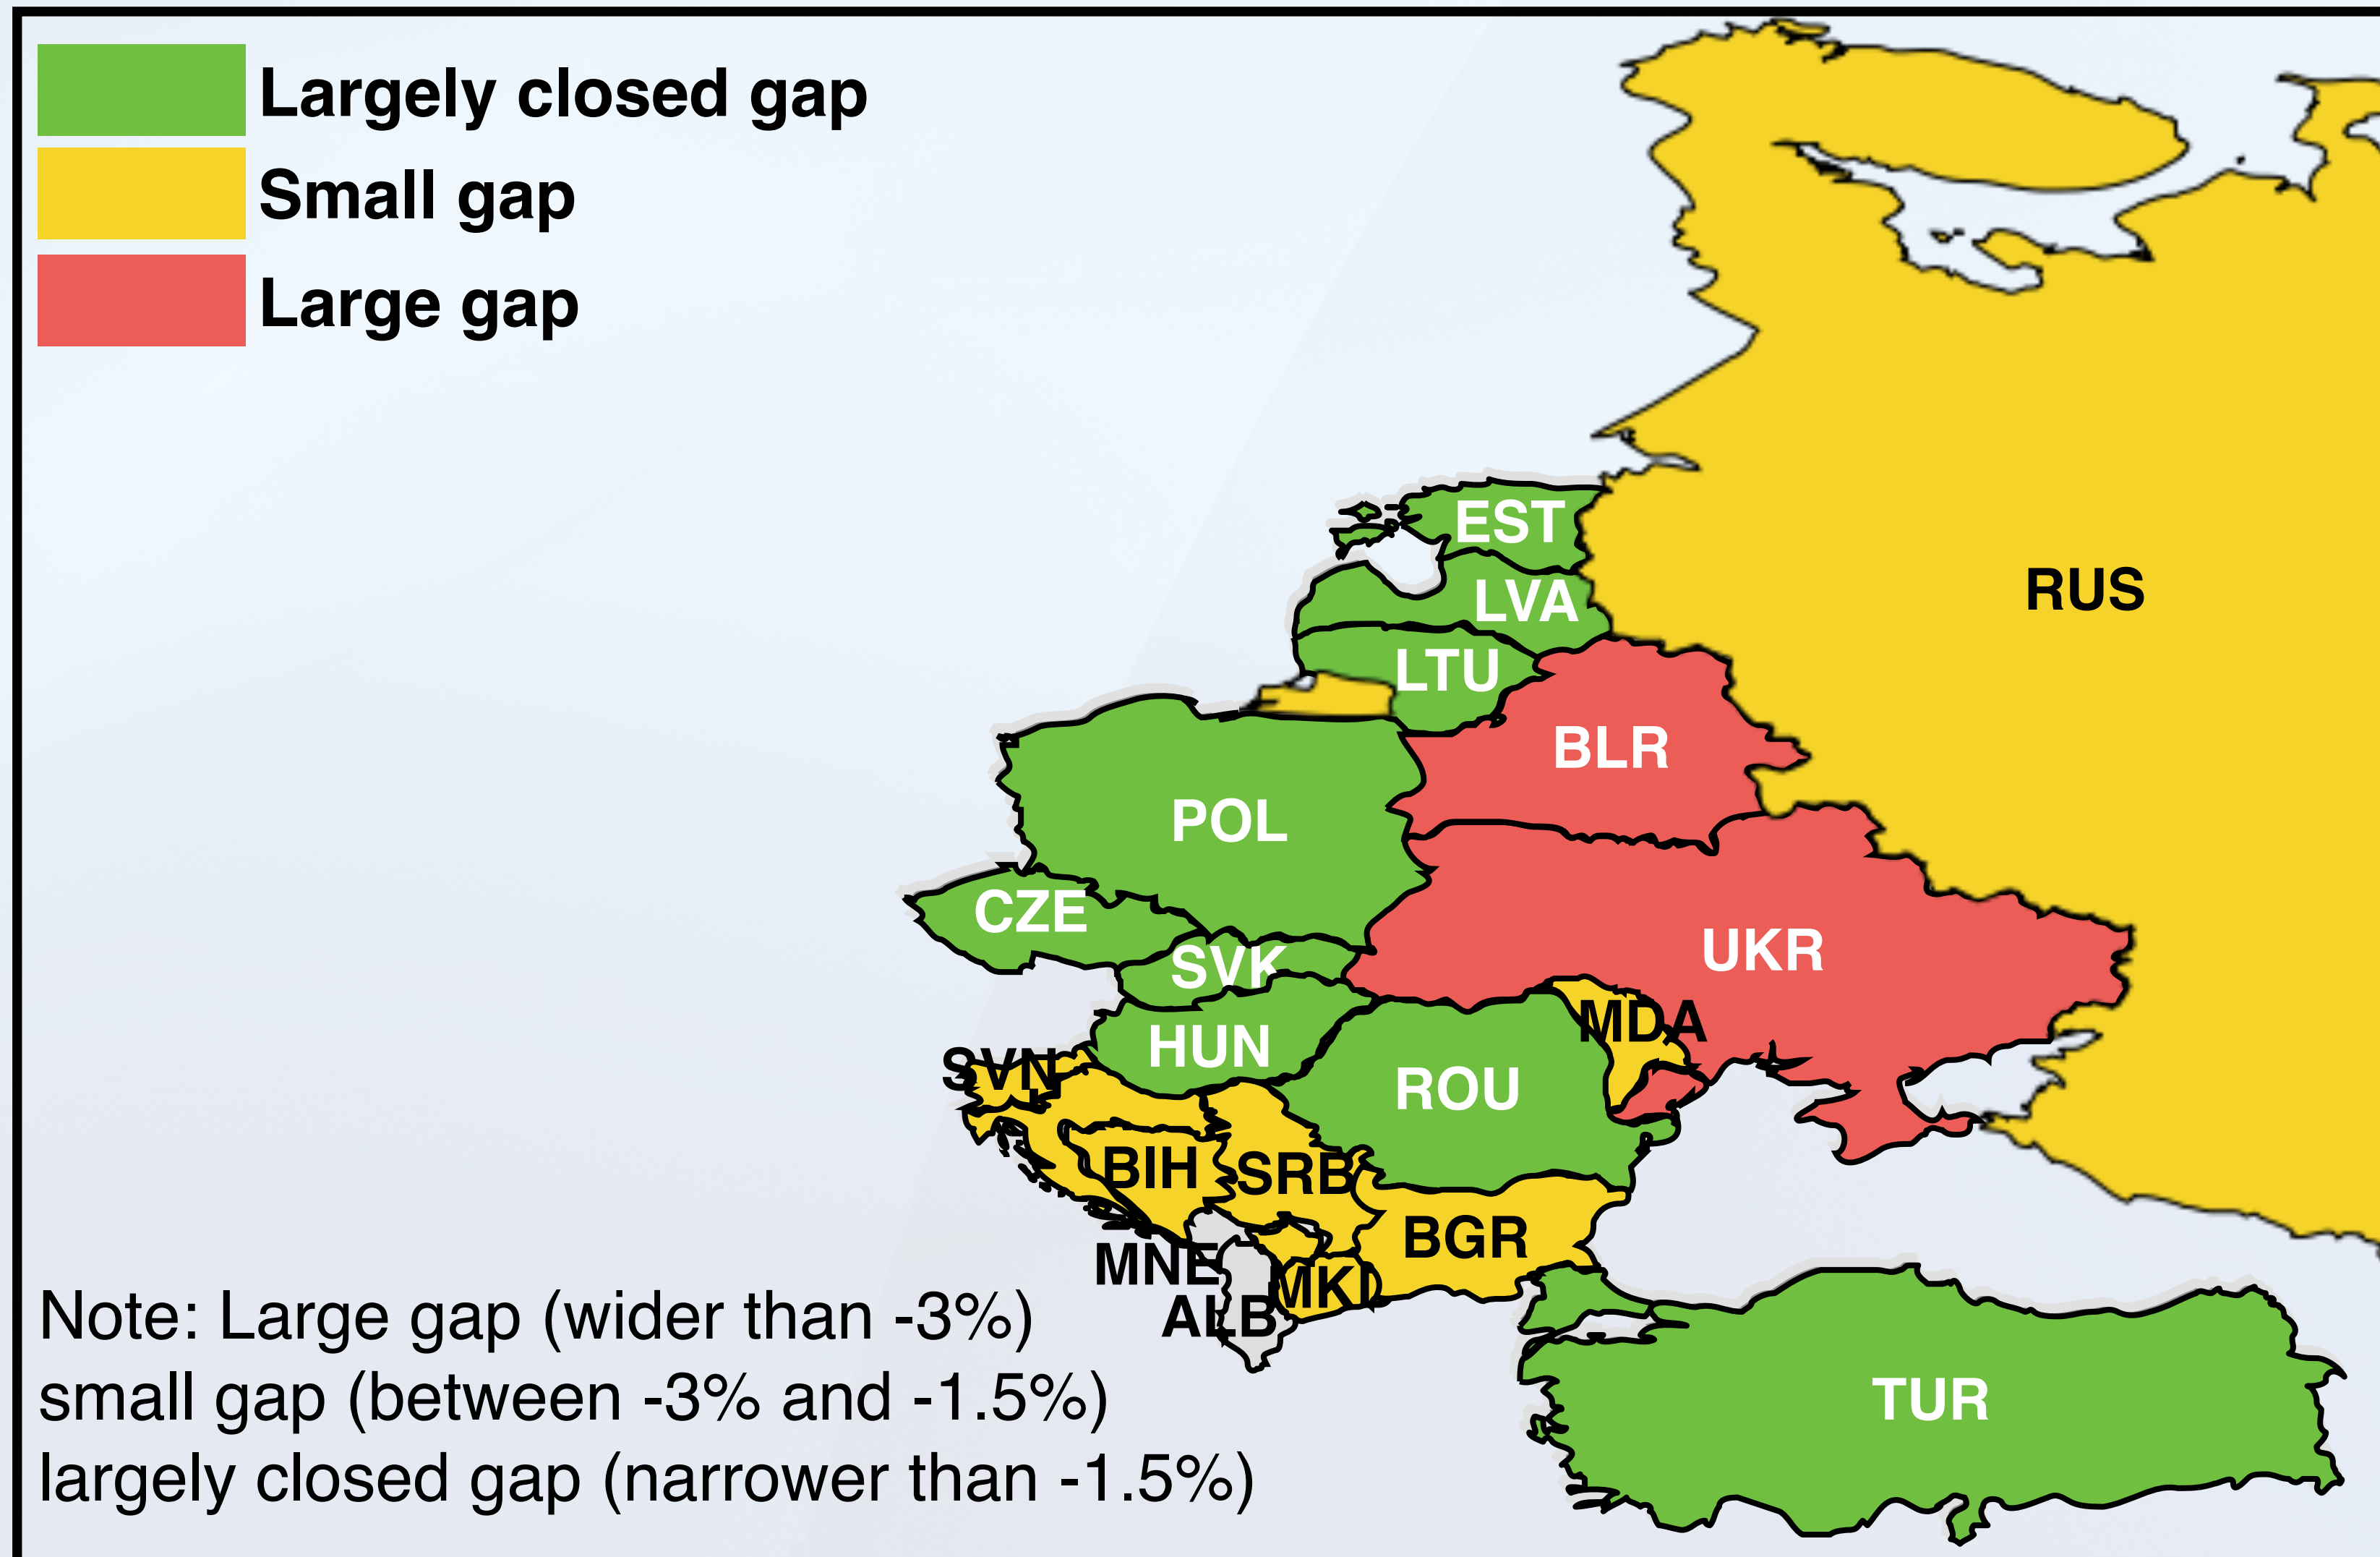 Largely closed gap
Small gap
Large gap
EST
LVA
RUS
LTU
BLR
POL
CZE
UKR
SVK
MDA
HUN
SVN
ROU
BIH
SRB
BGR
MNE
MKD
ALB
TUR
Note: Large gap (wider than -3%)
small gap (between -3% and -1.5%)
largely closed gap (narrower than -1.5%)